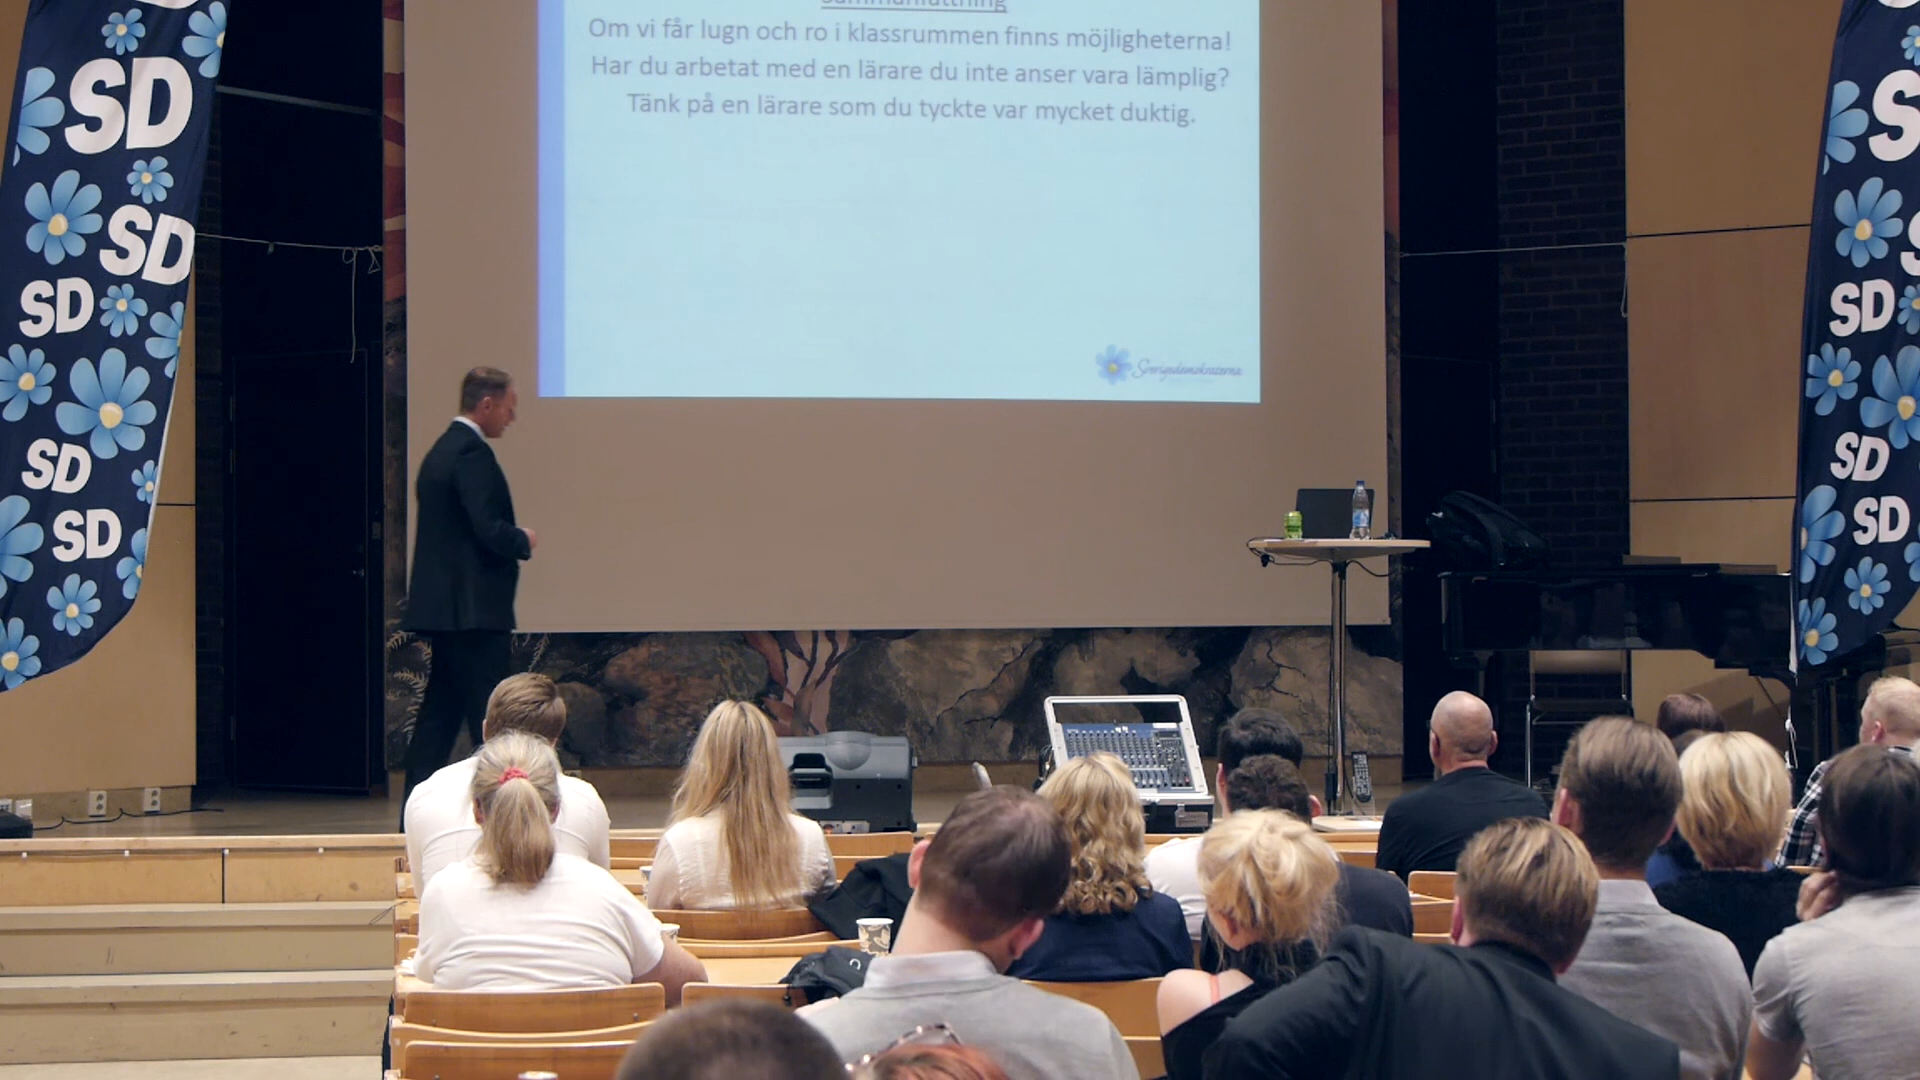 Sammanfattning
Om vi får lugn och ro i klassrummen finns möjligheterna!
Har du arbetat med en lärare du inte anser vara lämplig?
Tänk på en lärare som du tyckte var mycket duktig.
Sverigedemokraterna
SD
SD
SD
SD
SD
SD
SD
SD